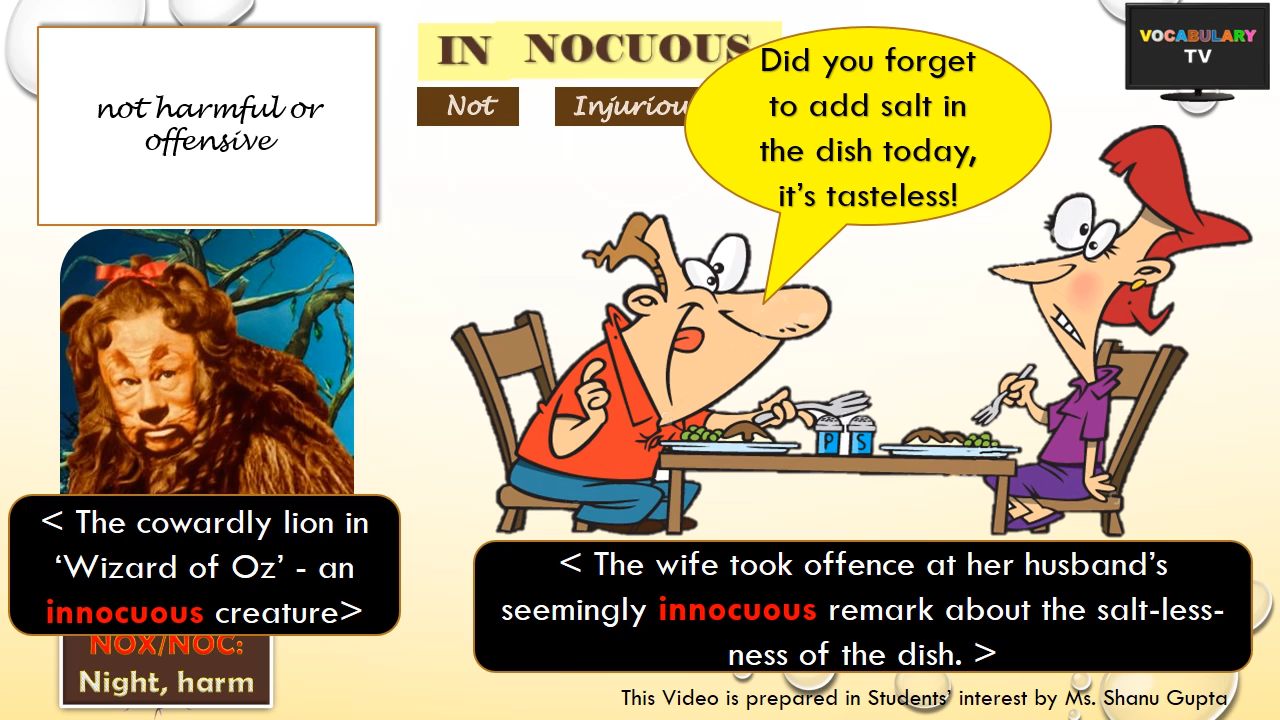 not harmful or
offensive
IN NOCUOUS
Not
Did you forget
to add salt in
the dish today,
it's tasteless!
VOCABULARY
TV
P S
< The cowardly lion in
‘Wizard of Oz’ - an
innocuous creature>
NOX/NOC:
Night, harm
< The wife took offence at her husband’s
seemingly innocuous remark about the salt-less-
ness of the dish. >
This Video is prepared in Students’ interest by Ms. Shanu Gupta